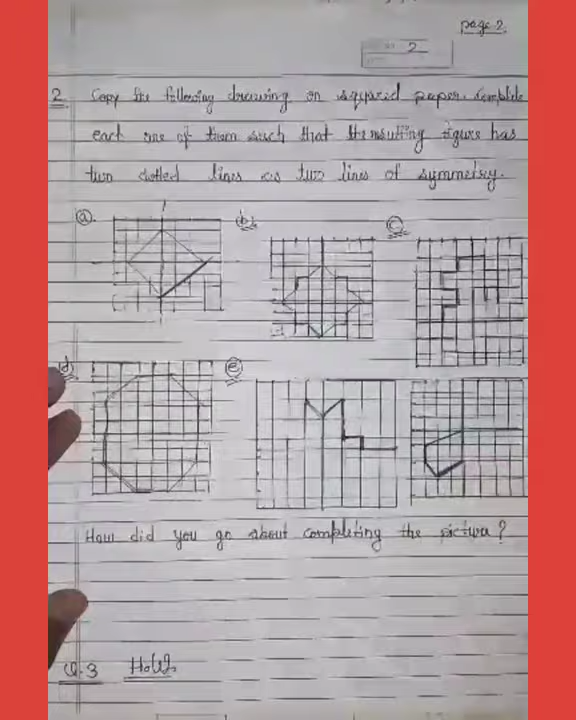 page 2.
2
2 Copy the following drawing on squared paper. Complete
each one of them such that the resulting figure has
two dotted lines as two lines of symmetry.
(a) (b) (c)
(d) (e)
How did you go about completing the picture?
Q.3 H.W.